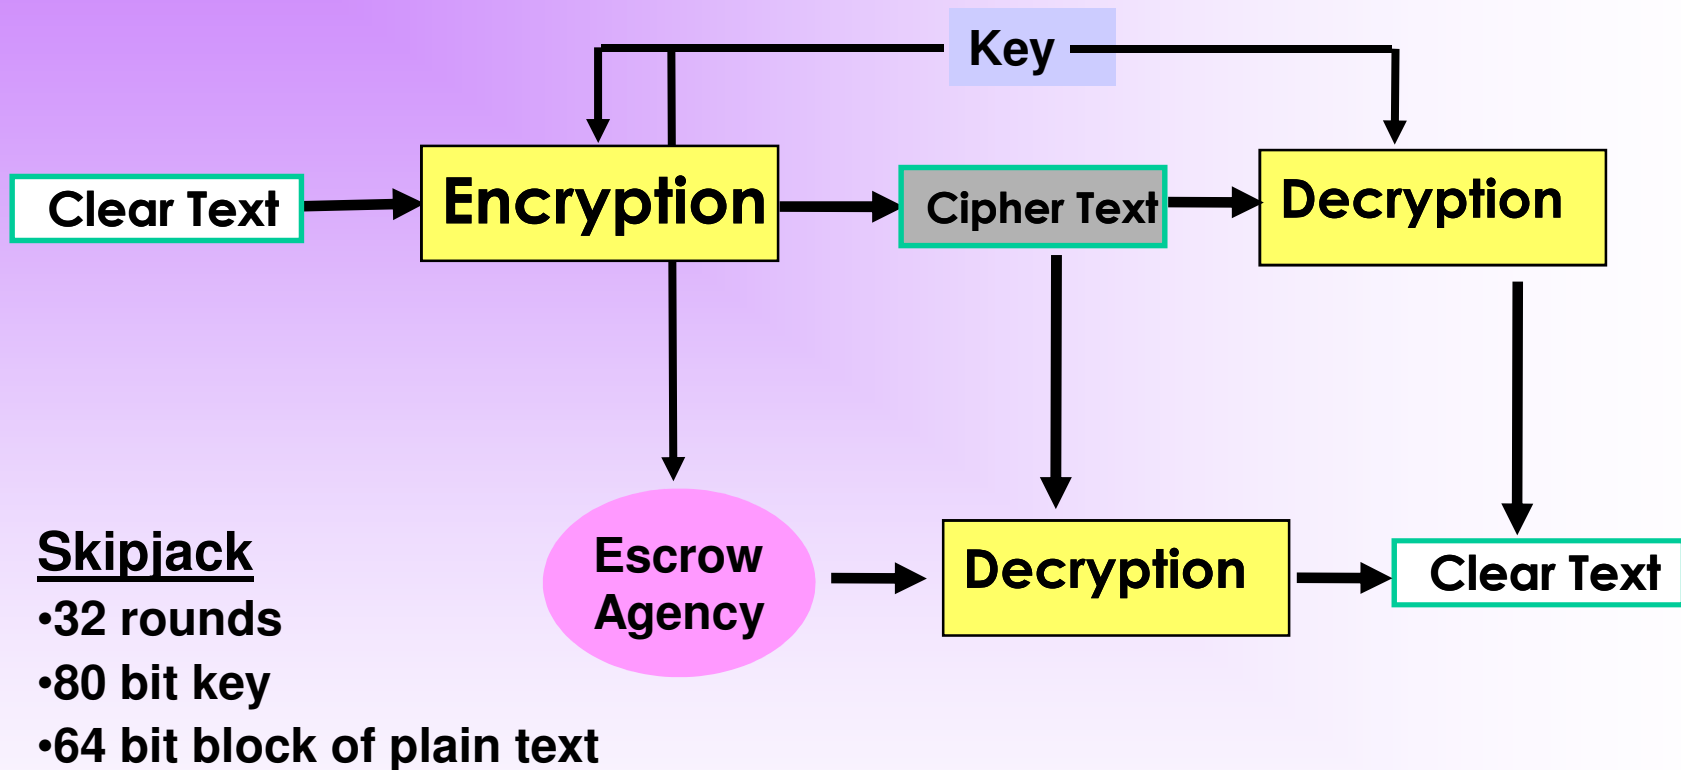 Key
Clear Text
Encryption
Cipher Text
Decryption
Escrow
Agency
Decryption
Clear Text
Skipjack
•32 rounds
•80 bit key
•64 bit block of plain text